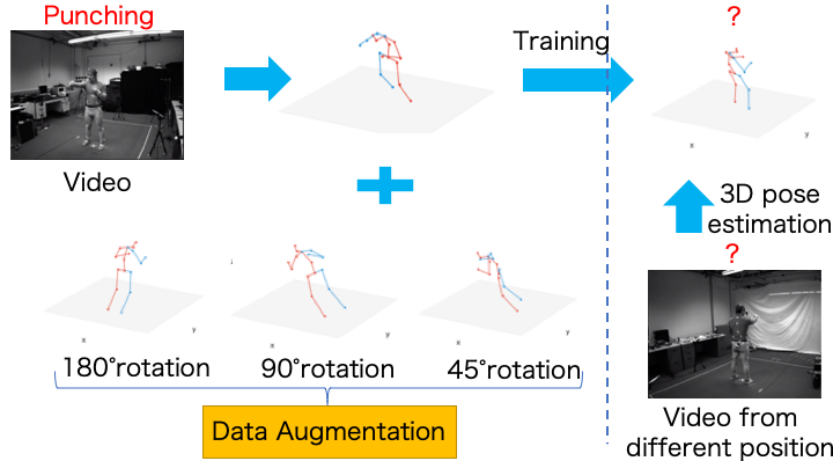 Punching
Video
Training
?
x
y
3D pose
estimation
?
x
y
x
y
x
y
180°rotation
90°rotation
45°rotation
Data Augmentation
Video from
different position